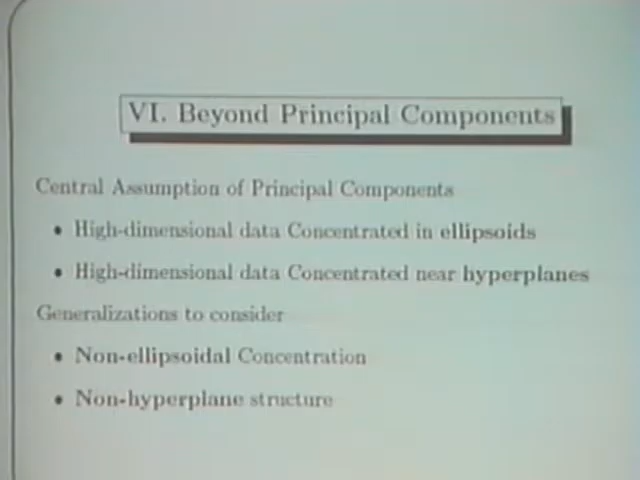 VI. Beyond Principal Components
Central Assumption of Principal Components
• High-dimensional data Concentrated in ellipsoids
• High-dimensional data Concentrated near hyperplanes
Generalizations to consider
• Non-ellipsoidal Concentration
• Non-hyperplane structure